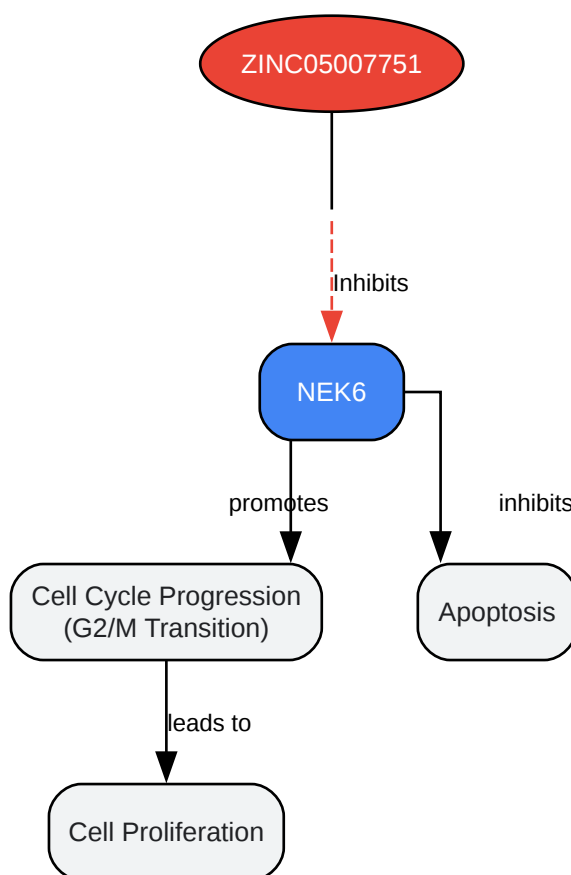 ZINC05007751
Inhibits
NEK6
promotes
inhibits
Cell Cycle Progression
(G2/M Transition)
Apoptosis
leads to
Cell Proliferation